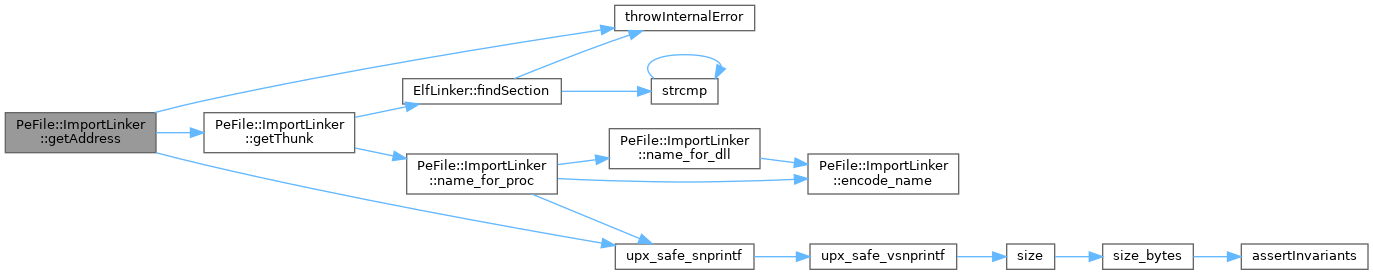 PeFile::ImportLinker
::getAddress
throwInternalError
PeFile::ImportLinker
::getThunk
ElfLinker::findSection
strcmp
PeFile::ImportLinker
::name_for_proc
PeFile::ImportLinker
::name_for_dll
PeFile::ImportLinker
::encode_name
upx_safe_snprintf
upx_safe_vsnprintf
size
size_bytes
assertInvariants